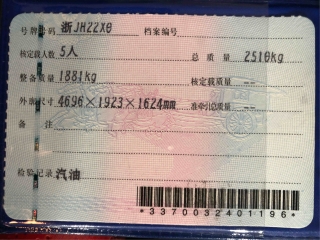 号牌号码 浙JHZZX0 档案编号
核定载人数 5人 总质量 2510kg
整备质量 1881kg 核定载质量 --
外廓尺寸 4696×1923×1624mm 准牵引总质量 --
备注
检验记录 汽油
*3370032401196*